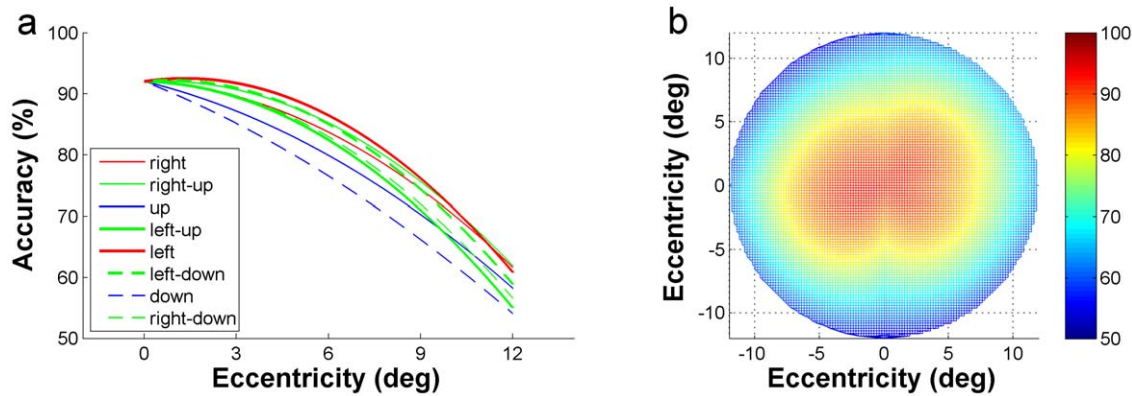 a
Accuracy (%)
100
90
80
70
60
50
right
right-up
up
left-up
left
left-down
down
right-down
0 3 6 9 12
Eccentricity (deg)
b
Eccentricity (deg)
10
5
0
-5
-10
-10 -5 0 5 10
Eccentricity (deg)
100
90
80
70
60
50